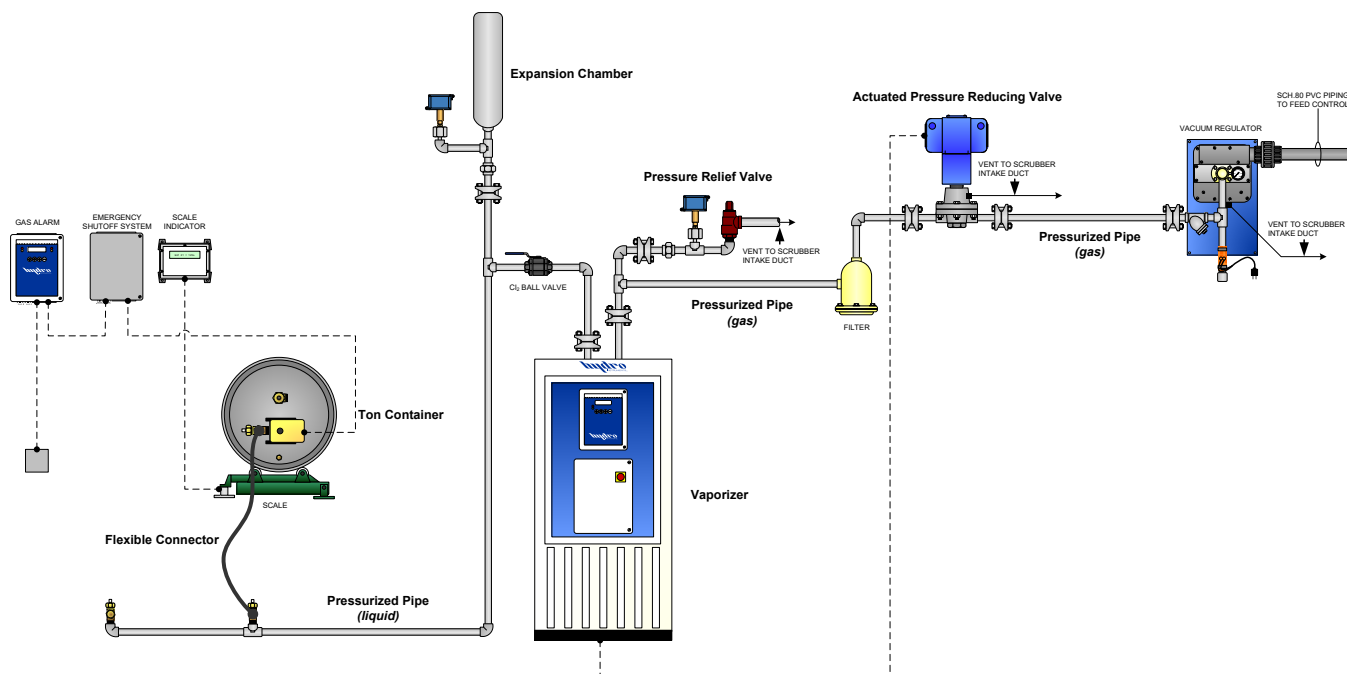 Expansion Chamber
Actuated Pressure Reducing Valve
SCH.80 PVC PIPING
TO FEED CONTROL
VACUUM REGULATOR
VENT TO SCRUBBER
INTAKE DUCT
Pressure Relief Valve
GAS ALARM
EMERGENCY
SHUTOFF SYSTEM
SCALE
INDICATOR
VENT TO SCRUBBER
INTAKE DUCT
VENT TO SCRUBBER
INTAKE DUCT
Pressurized Pipe
(gas)
Cl₂ BALL VALVE
Pressurized Pipe
(gas)
FILTER
hydro
hydro
Ton Container
hydro
Vaporizer
SCALE
Flexible Connector
Pressurized Pipe
(liquid)